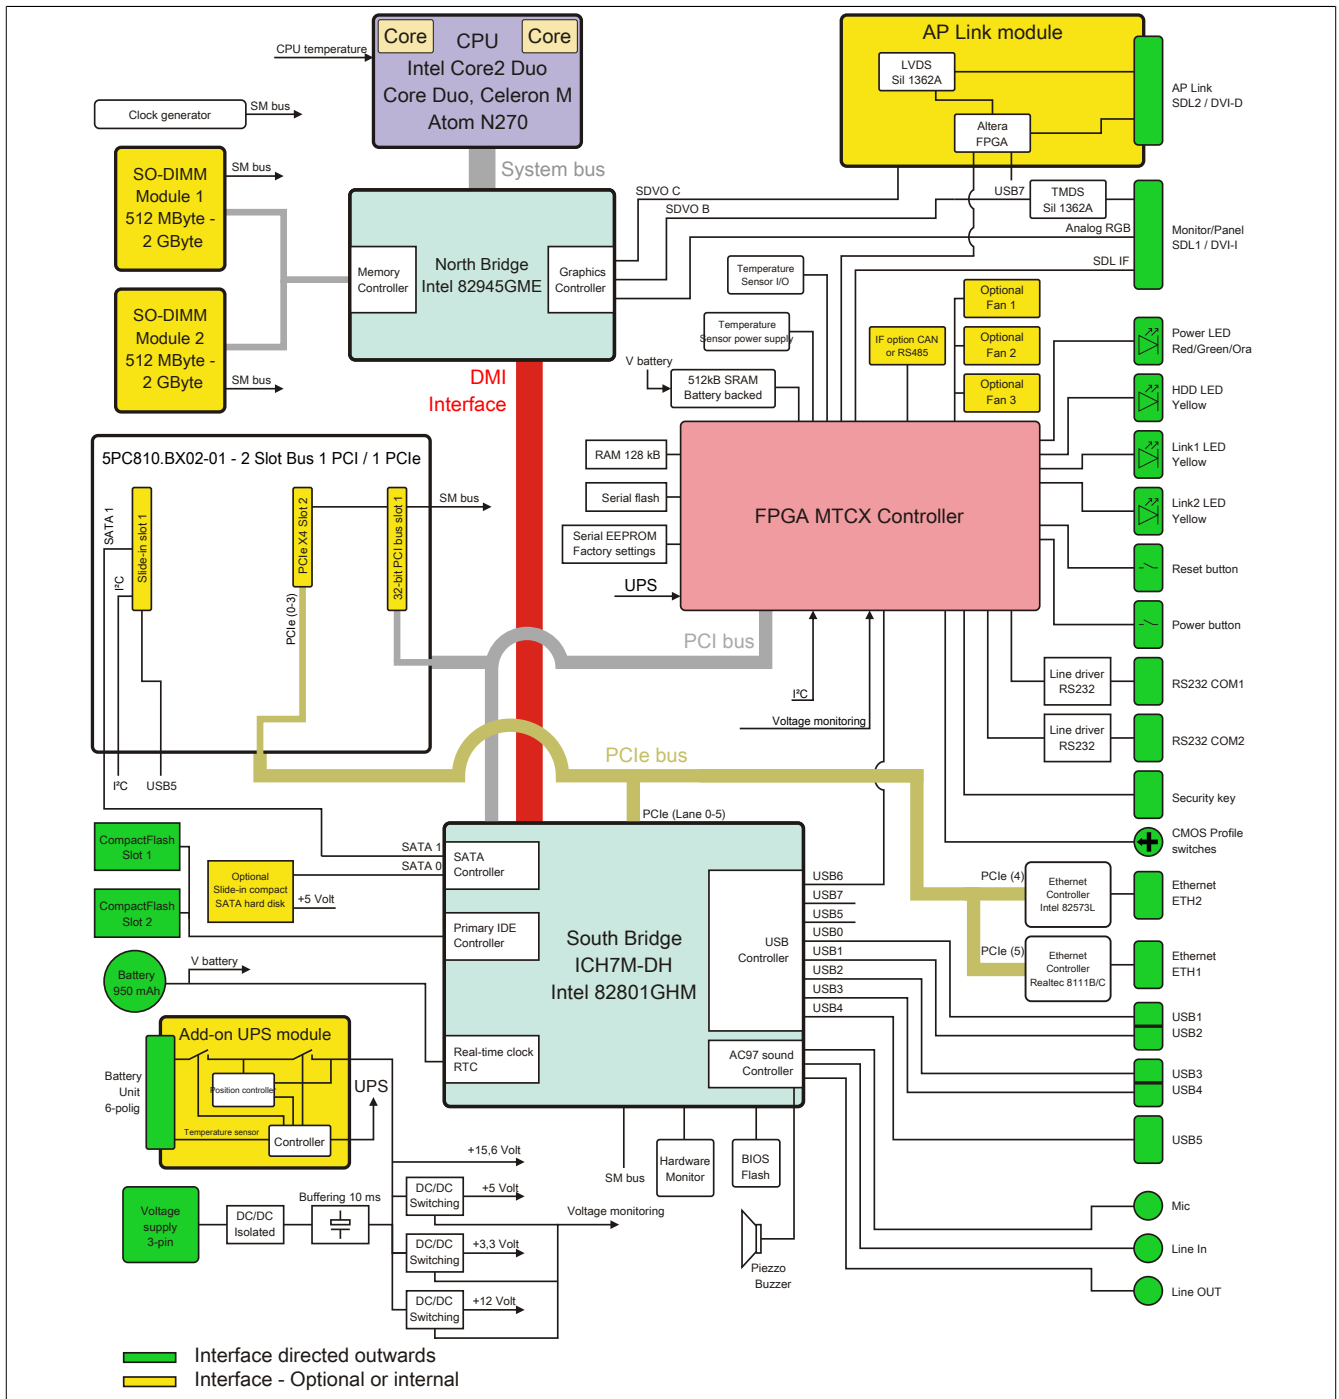 Core
Core
CPU
Intel Core2 Duo
Core Duo, Celeron M
Atom N270
CPU temperature
Clock generator
SM bus
System bus
SO-DIMM
Module 1
512 MByte -
2 GByte
SM bus
SO-DIMM
Module 2
512 MByte -
2 GByte
SM bus
Memory
Controller
North Bridge
Intel 82945GME
Graphics
Controller
SDVO C
SDVO B
AP Link module
LVDS
Sil 1362A
Altera
FPGA
AP Link
SDL2 / DVI-D
USB7
TMDS
Sil 1362A
Analog RGB
SDL IF
Monitor/Panel
SDL1 / DVI-I
Temperature
Sensor I/O
Temperature
Sensor power supply
V battery
512kB SRAM
Battery backed
IF option CAN
or RS485
Optional
Fan 1
Optional
Fan 2
Optional
Fan 3
Power LED
Red/Green/Ora
HDD LED
Yellow
Link1 LED
Yellow
Link2 LED
Yellow
Reset button
Power button
DMI
Interface
5PC810.BX02-01 - 2 Slot Bus 1 PCI / 1 PCIe
SATA 1
I²C
Slide-in slot 1
PCIe X4 Slot 2
PCIe (0-3)
32-bit PCI bus slot 1
SM bus
I²C
USB5
RAM 128 kB
Serial flash
Serial EEPROM
Factory settings
UPS
FPGA MTCX Controller
PCI bus
I²C
Voltage monitoring
Line driver
RS232
RS232 COM1
Line driver
RS232
RS232 COM2
Security key
CMOS Profile
switches
PCIe bus
PCIe (Lane 0-5)
PCIe (4)
Ethernet
Controller
Intel 82573L
Ethernet
ETH2
PCIe (5)
Ethernet
Controller
Realtec 8111B/C
Ethernet
ETH1
CompactFlash
Slot 1
CompactFlash
Slot 2
Optional
Slide-in compact
SATA hard disk
+5 Volt
SATA 1
SATA 0
SATA
Controller
Primary IDE
Controller
South Bridge
ICH7M-DH
Intel 82801GHM
USB
Controller
USB6
USB7
USB5
USB0
USB1
USB2
USB3
USB4
Battery
950 mAh
V battery
Real-time clock
RTC
AC97 sound
Controller
USB1
USB2
USB3
USB4
USB5
Add-on UPS module
Battery
Unit
6-polig
Position controller
Temperature sensor
Controller
UPS
SM bus
Hardware
Monitor
BIOS
Flash
Piezzo
Buzzer
Mic
Line In
Line OUT
Voltage
supply
3-pin
DC/DC
Isolated
Buffering 10 ms
+15,6 Volt
DC/DC
Switching
+5 Volt
Voltage monitoring
DC/DC
Switching
+3,3 Volt
DC/DC
Switching
+12 Volt
Interface directed outwards
Interface - Optional or internal